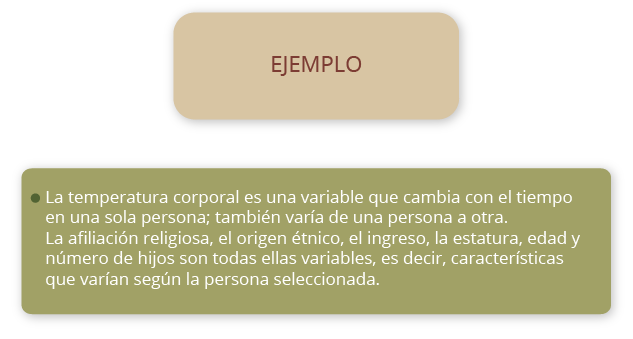 EJEMPLO
La temperatura corporal es una variable que cambia con el tiempo
en una sola persona; también varía de una persona a otra.
La afiliación religiosa, el origen étnico, el ingreso, la estatura, edad y
número de hijos son todas ellas variables, es decir, características
que varían según la persona seleccionada.